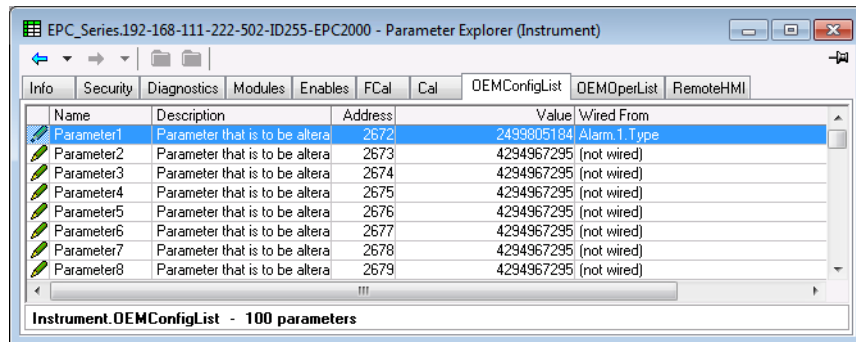 EPC_Series.192-168-111-222-502-ID255-EPC2000 - Parameter Explorer (Instrument)
Info Security Diagnostics Modules Enables FCal Cal OEMConfigList OEMOperList RemoteHMI
Name Description Address Value Wired From
Parameter1 Parameter that is to be altera 2672 2499805184 Alarm.1.Type
Parameter2 Parameter that is to be altera 2673 4294967295 (not wired)
Parameter3 Parameter that is to be altera 2674 4294967295 (not wired)
Parameter4 Parameter that is to be altera 2675 4294967295 (not wired)
Parameter5 Parameter that is to be altera 2676 4294967295 (not wired)
Parameter6 Parameter that is to be altera 2677 4294967295 (not wired)
Parameter7 Parameter that is to be altera 2678 4294967295 (not wired)
Parameter8 Parameter that is to be altera 2679 4294967295 (not wired)
Instrument.OEMConfigList - 100 parameters